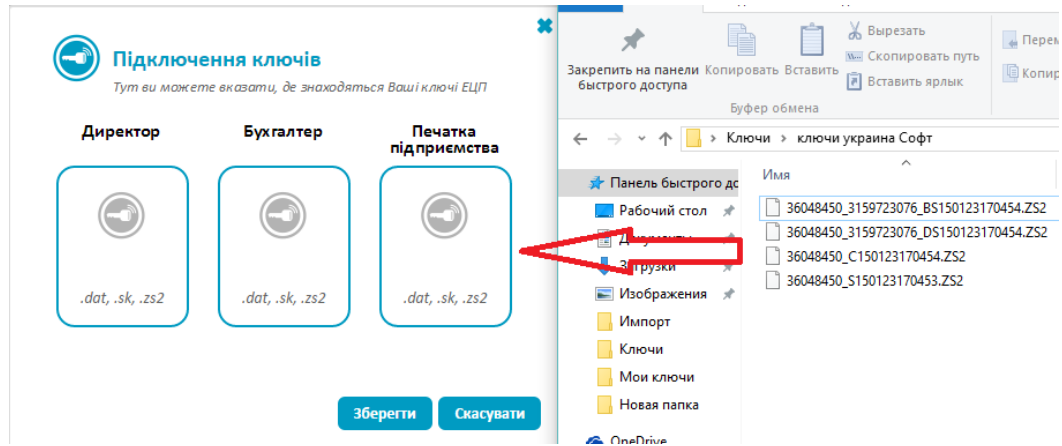 Підключення ключів
Тут ви можете вказати, де знаходяться Ваші ключі ЕЦП
Директор
Бухгалтер
Печатка
підприємства
.dat, .sk, .zs2
.dat, .sk, .zs2
.dat, .sk, .zs2
Зберегти
Скасувати
Закрепить на панели
быстрого доступа
Копировать
Вставить
Вырезать
Скопировать путь
Вставить ярлык
Буфер обмена
Ключи > ключи украина Софт
Панель быстрого
Рабочий стол
Загрузки
Изображения
Импорт
Ключи
Мои ключи
Новая папка
OneDrive
Имя
36048450_3159723076_BS150123170454.ZS2
36048450_3159723076_DS150123170454.ZS2
36048450_C150123170454.ZS2
36048450_S150123170453.ZS2